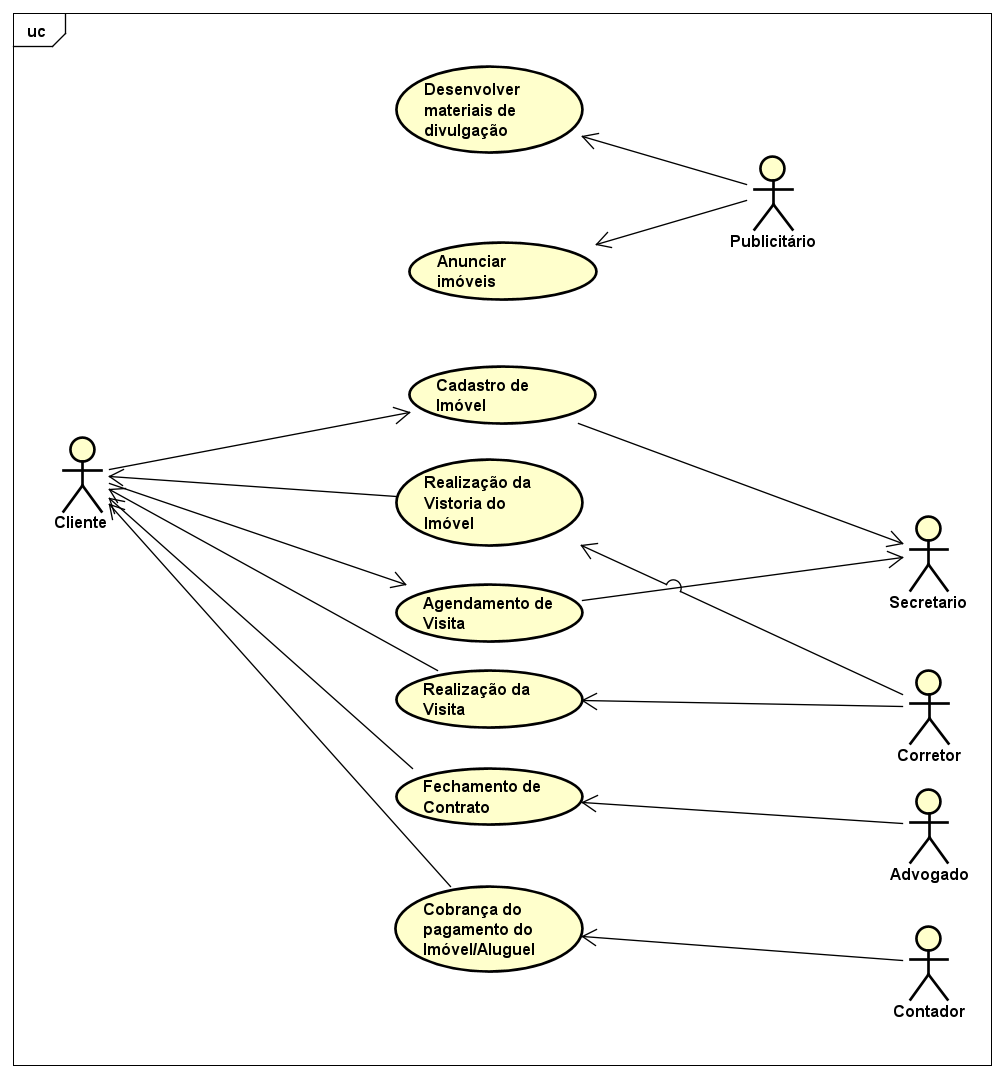 uc
Desenvolver
materiais de
divulgação
Publicitário
Anunciar
imóveis
Cadastro de
Imóvel
Cliente
Realização da
Vistoria do
Imóvel
Secretario
Agendamento de
Visita
Realização da
Visita
Corretor
Fechamento de
Contrato
Advogado
Cobrança do
pagamento do
Imóvel/Aluguel
Contador